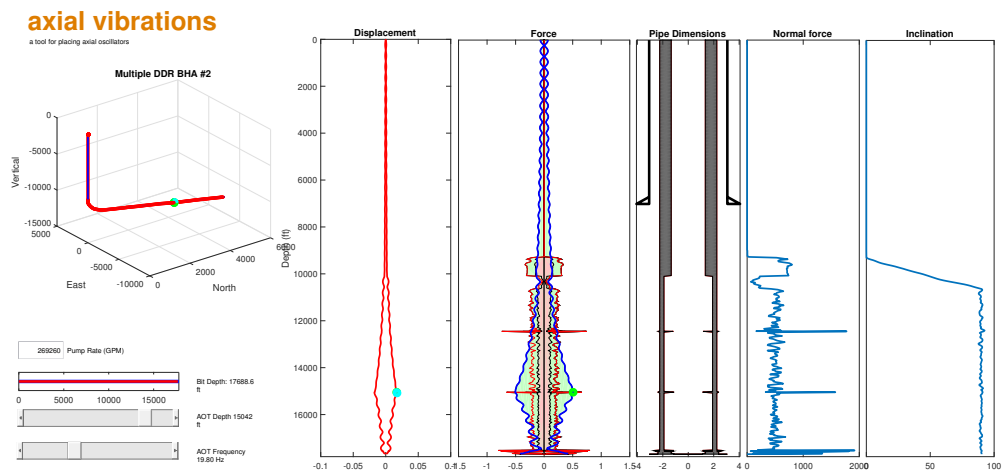 axial vibrations
a tool for placing axial oscillators
Multiple DDR BHA #2
0
-5000
-10000
-15000
Vertical
5000
0
-5000
-10000
East
0
2000
4000
6000
North
269260 Pump Rate (GPM)
Bit Depth: 17688.6
ft
0 5000 10000 15000
AOT Depth 15042
ft
AOT Frequency
19.80 Hz
Displacement
Force
Pipe Dimensions
Normal force
Inclination
Depth (ft)
0
2000
4000
6000
8000
10000
12000
14000
16000
-0.1 -0.05 0 0.05
-1 -0.5 0 0.5 1
-4 -2 0 2 4
0 1000 2000
0 50 100